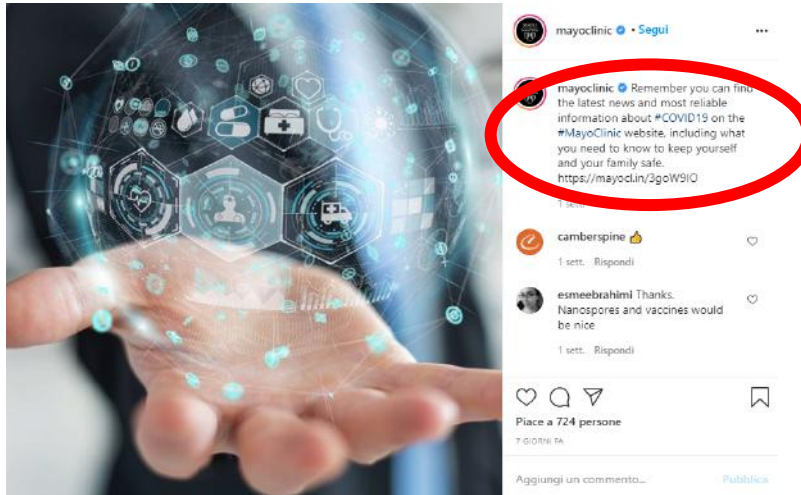 mayoclinic • Segui
mayoclinic Remember you can find
the latest news and most reliable
information about #COVID19 on the
#MayoClinic website, including what
you need to know to keep yourself
and your family safe.
https://mayocl.in/3goW9IO
1 sett.
camberspine 👍
1 sett. Rispondi
esmeebrahimi Thanks.
Nanospores and vaccines would
be nice
1 sett. Rispondi
Piace a 724 persone
7 GIORNI FA
Aggiungi un commento... Pubblica